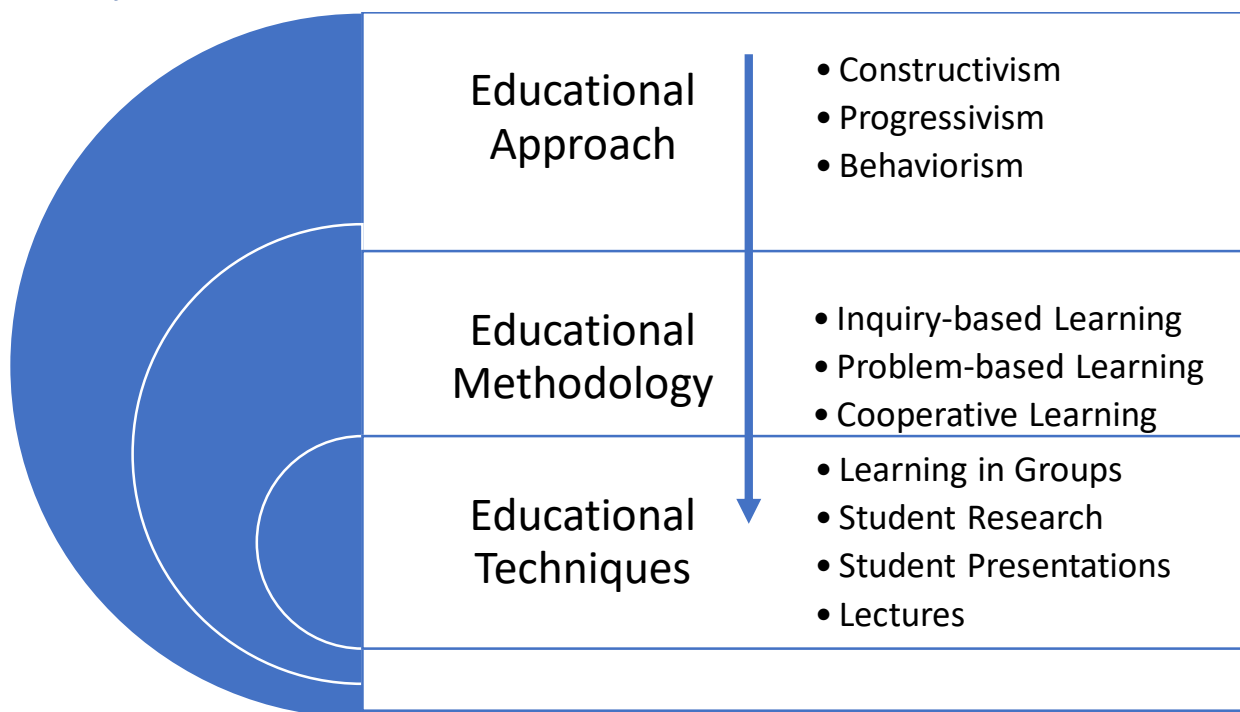 Educational
Approach
• Constructivism
• Progressivism
• Behaviorism
Educational
Methodology
• Inquiry-based Learning
• Problem-based Learning
• Cooperative Learning
Educational
Techniques
• Learning in Groups
• Student Research
• Student Presentations
• Lectures